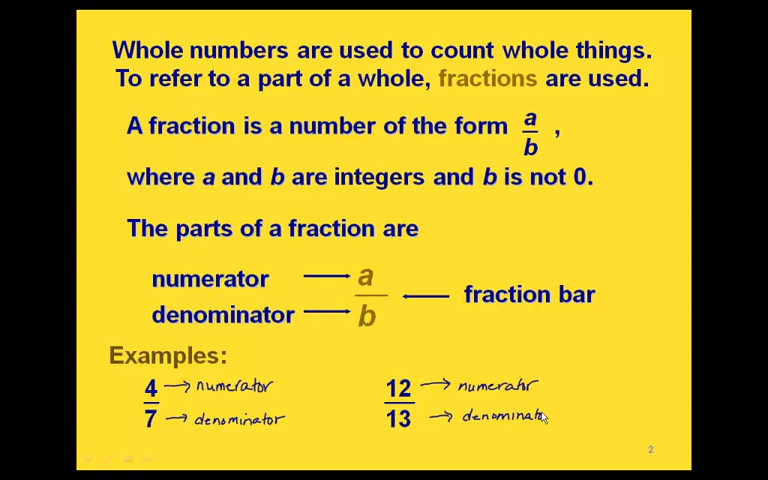 Whole numbers are used to count whole things.
To refer to a part of a whole, fractions are used.
A fraction is a number of the form a/b ,
where a and b are integers and b is not 0.
The parts of a fraction are
numerator → a
← fraction bar
denominator → b
Examples:
4 → numerator 12 → numerator
7 → denominator 13 → denominato
2